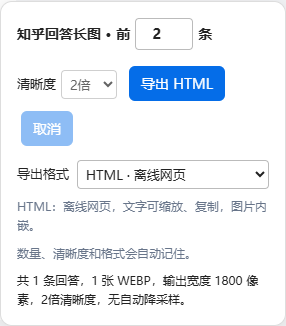 知乎回答长图 • 前 2 条
清晰度 2倍 导出 HTML
取消
导出格式 HTML · 离线网页
HTML：离线网页，文字可缩放、复制，图片内
嵌。
数量、清晰度和格式会自动记住。
共 1 条回答，1 张 WEBP，输出宽度 1800 像
素，2倍清晰度，无自动降采样。